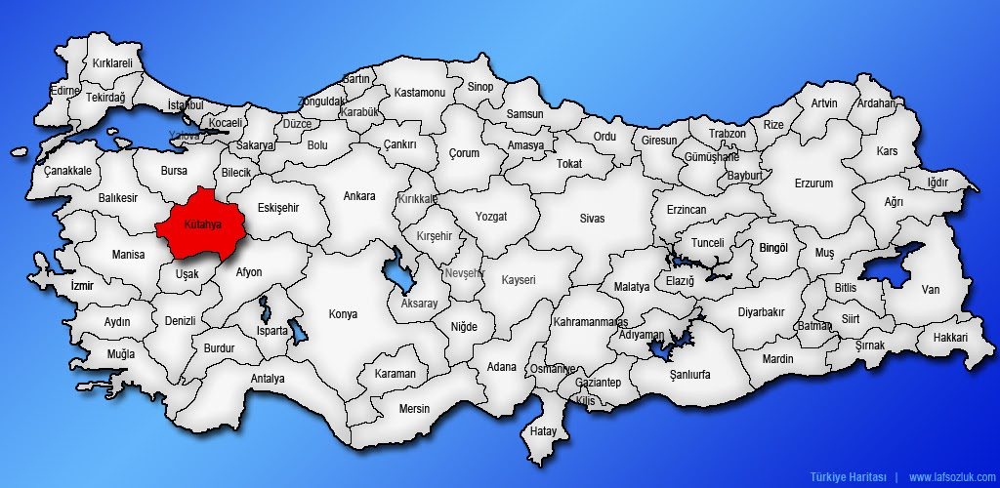 Kırklareli
Edirne
Tekirdağ
İstanbul
Kocaeli
Yalova
Sakarya
Düzce
Bolu
Zonguldak
Bartın
Karabük
Kastamonu
Sinop
Çankırı
Çorum
Samsun
Amasya
Tokat
Ordu
Giresun
Trabzon
Gümüşhane
Bayburt
Rize
Artvin
Ardahan
Kars
Iğdır
Ağrı
Erzurum
Erzincan
Çanakkale
Balıkesir
Bursa
Bilecik
Kütahya
Eskişehir
Ankara
Kırıkkale
Kırşehir
Yozgat
Sivas
Tunceli
Bingöl
Muş
Elazığ
Malatya
Manisa
Uşak
Afyon
İzmir
Aydın
Denizli
Muğla
Burdur
Isparta
Antalya
Konya
Aksaray
Nevşehir
Kayseri
Niğde
Karaman
Mersin
Adana
Kahramanmaraş
Osmaniye
Gaziantep
Kilis
Hatay
Adıyaman
Şanlıurfa
Diyarbakır
Mardin
Batman
Bitlis
Siirt
Şırnak
Van
Hakkari
Türkiye Haritası | www.lafsozluk.com